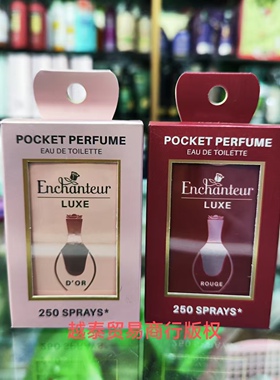 POCKET PERFUME
EAU DE TOILETTE
Enchanteur
LUXE
D'OR
250 SPRAYS*
POCKET PERFUME
EAU DE TOILETTE
Enchanteur
LUXE
ROUGE
250 SPRAYS*
越泰贸易商行版权